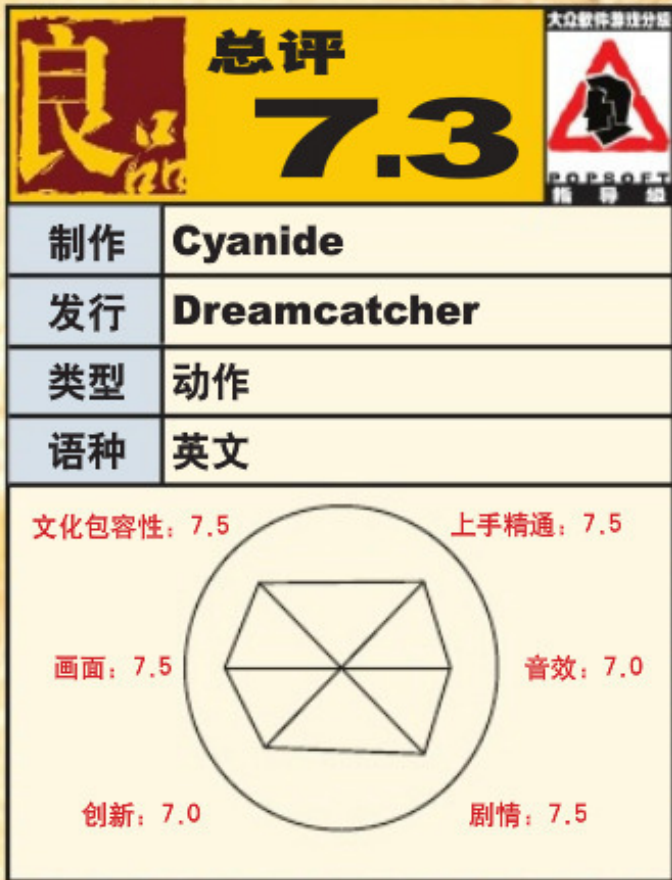 良品
总评
7.3
大众软件游戏分级
POPSOFT
指导级
制作 Cyanide
发行 Dreamcatcher
类型 动作
语种 英文
文化包容性：7.5 上手精通：7.5
画面：7.5 音效：7.0
创新：7.0 剧情：7.5